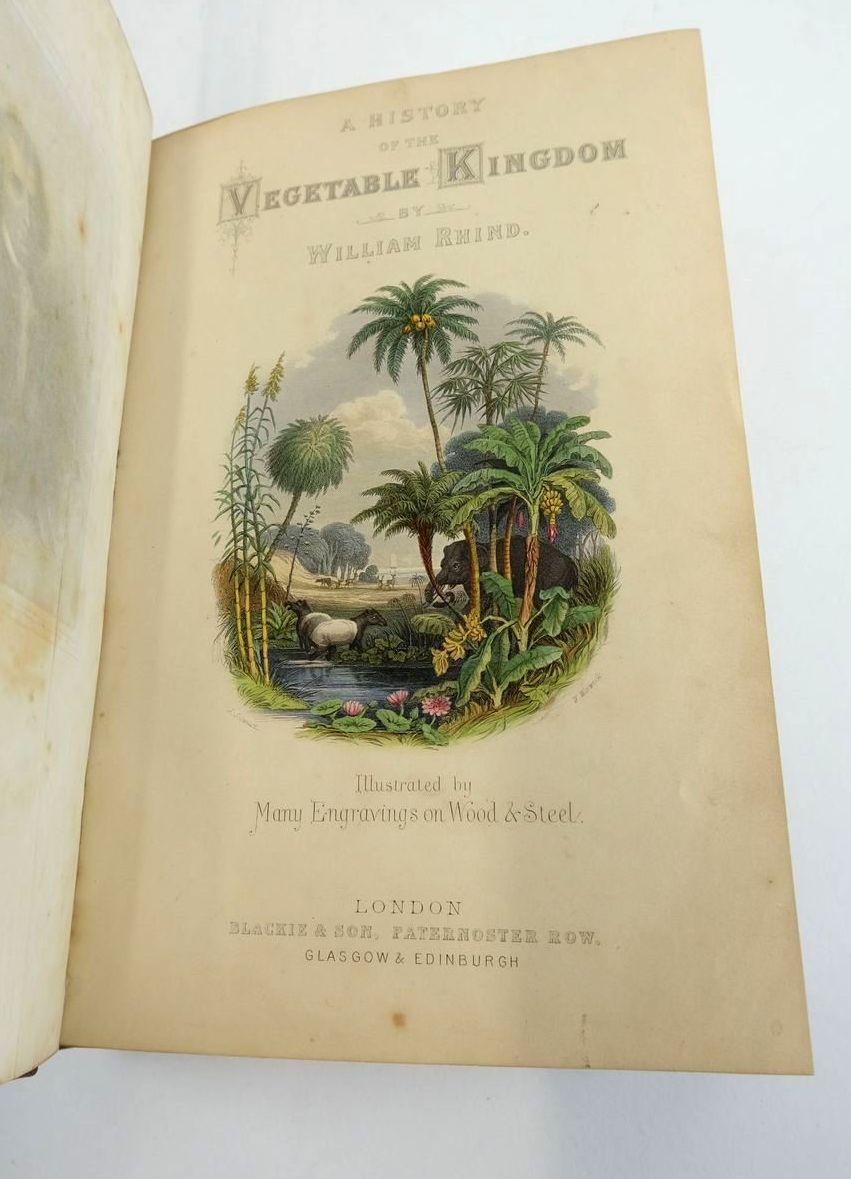 A HISTORY
OF THE
VEGETABLE KINGDOM
BY
WILLIAM RHIND.
Illustrated by
Many Engravings on Wood & Steel.
LONDON
BLACKIE & SON, PATERNOSTER ROW.
GLASGOW & EDINBURGH